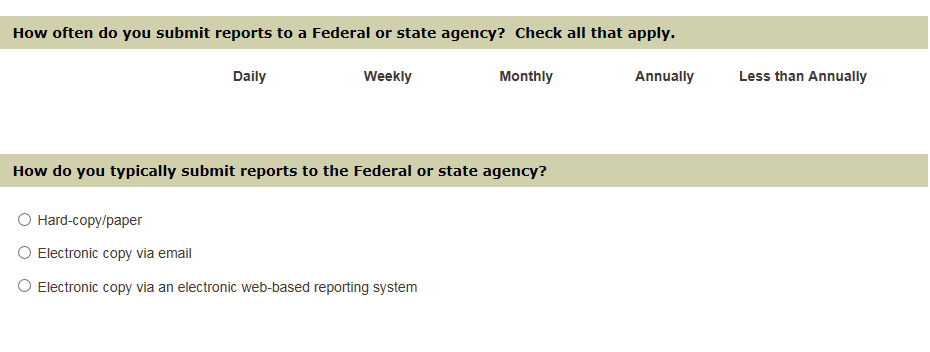 How often do you submit reports to a Federal or state agency?  Check all that apply.
Daily Weekly Monthly Annually Less than Annually
How do you typically submit reports to the Federal or state agency?
Hard-copy/paper
Electronic copy via email
Electronic copy via an electronic web-based reporting system